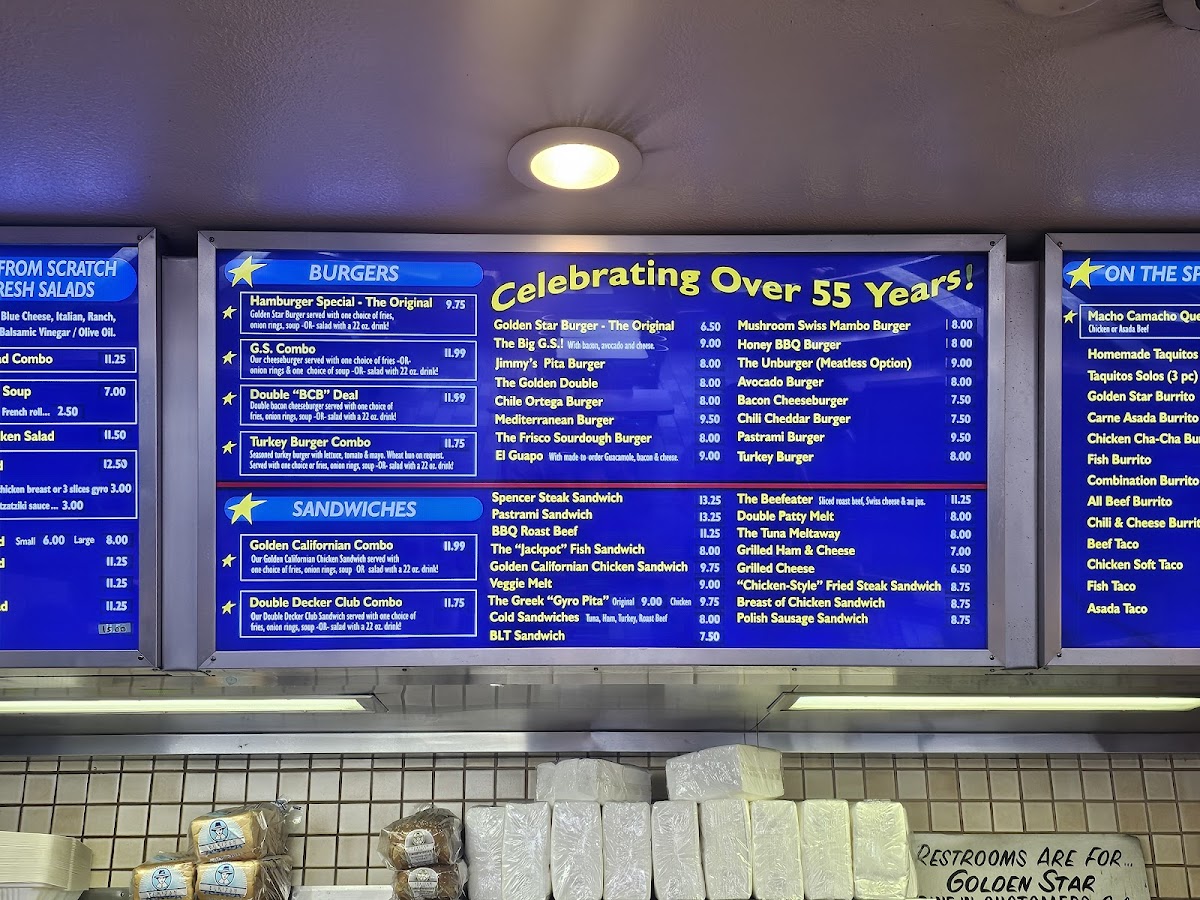 FROM SCRATCH
RESH SALADS
Blue Cheese, Italian, Ranch,
Balsamic Vinegar / Olive Oil.
ad Combo 11.25
Soup 7.00
French roll... 2.50
ken Salad 11.50
d 12.50
chicken breast or 3 slices gyro 3.00
tzatziki sauce... 3.00
d Small 6.00 Large 8.00
d 11.25
11.25
ad 11.25
15.00
BURGERS
Hamburger Special - The Original 9.75
Golden Star Burger served with one choice of fries,
onion rings, soup -OR- salad with a 22 oz. drink!
G.S. Combo 11.99
Our cheeseburger served with one choice of fries -OR-
onion rings & one choice of soup -OR- salad with 22 oz. drink!
Double "BCB" Deal 11.99
Double bacon cheeseburger served with one choice of
fries, onion rings, soup -OR- salad with a 22 oz. drink!
Turkey Burger Combo 11.75
Seasoned turkey burger with lettuce, tomato & mayo. Wheat bun on request.
Served with one choice or fries, onion rings, soup -OR- salad with a 22 oz. drink!
Celebrating Over 55 Years!
Golden Star Burger - The Original 6.50
The Big G.S.! With bacon, avocado and cheese. 9.00
Jimmy's Pita Burger 8.00
The Golden Double 8.00
Chile Ortega Burger 8.00
Mediterranean Burger 9.50
The Frisco Sourdough Burger 8.00
El Guapo With made-to-order Guacamole, bacon & cheese. 9.00
Mushroom Swiss Mambo Burger 8.00
Honey BBQ Burger 8 00
The Unburger (Meatless Option) 9.00
Avocado Burger 8.00
Bacon Cheeseburger 7.50
Chili Cheddar Burger 7.50
Pastrami Burger 9.50
Turkey Burger 8.00
SANDWICHES
Golden Californian Combo 11.99
Our Golden Californian Chicken Sandwich served with
one choice of fries, onion rings, soup OR salad with a 22 oz. drink!
Double Decker Club Combo 11.75
Our Double Decker Club Sandwich served with one choice of
fries, onion rings, soup -OR- salad with a 22 oz. drink!
Spencer Steak Sandwich 13.25
Pastrami Sandwich 13.25
BBQ Roast Beef 11.25
The "Jackpot" Fish Sandwich 8.00
Golden Californian Chicken Sandwich 9.75
Veggie Melt 9.00
The Greek "Gyro Pita" Original 9.00 Chicken 9.75
Cold Sandwiches Tuna, Ham, Turkey, Roast Beef 8.00
BLT Sandwich 7.50
The Beefeater Sliced roast beef, Swiss cheese & au jus. 11.25
Double Patty Melt 8.00
The Tuna Meltaway 8.00
Grilled Ham & Cheese 7.00
Grilled Cheese 6.50
"Chicken-Style" Fried Steak Sandwich 8.75
Breast of Chicken Sandwich 8.75
Polish Sausage Sandwich 8.75
ON THE SP
Macho Camacho Que
Chicken or Asada Beef
Homemade Taquitos
Taquitos Solos (3 pc)
Golden Star Burrito
Carne Asada Burrito
Chicken Cha-Cha Bur
Fish Burrito
Combination Burrito
All Beef Burrito
Chili & Cheese Burrit
Beef Taco
Chicken Soft Taco
Fish Taco
Asada Taco
RESTROOMS ARE FOR...
GOLDEN STAR